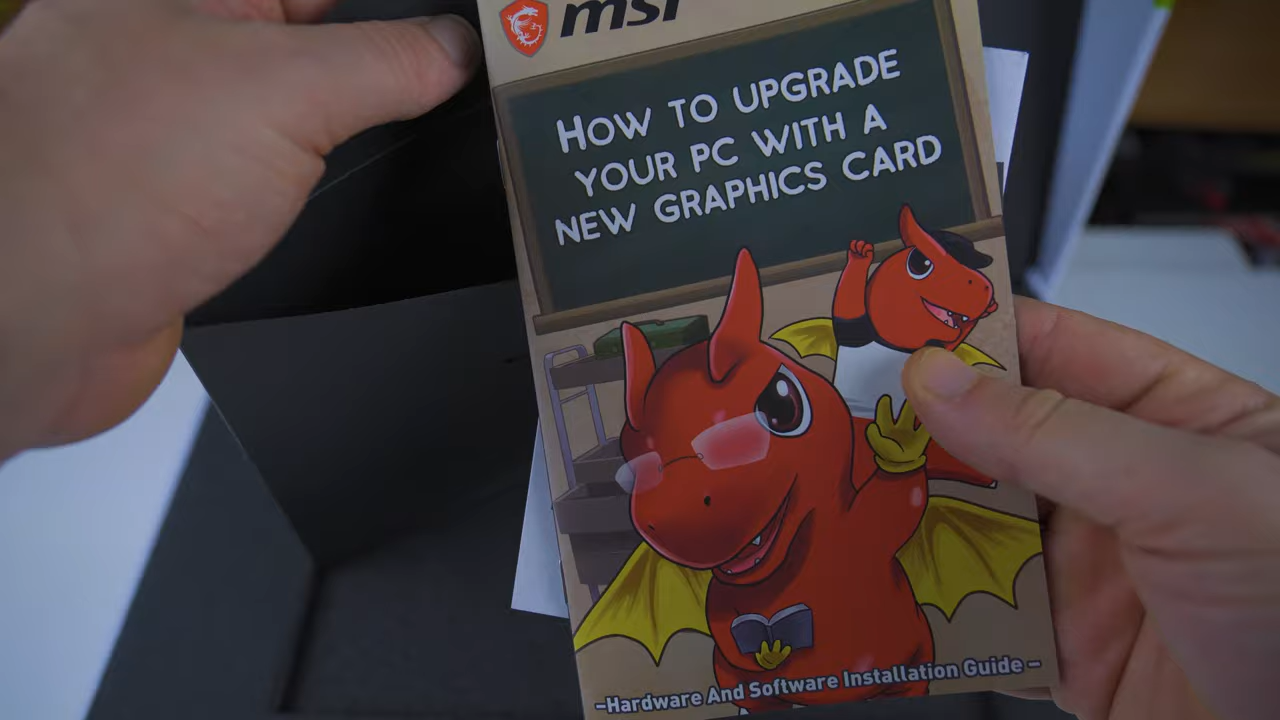 msi
HOW TO UPGRADE
YOUR PC WITH A
NEW GRAPHICS CARD
-Hardware And Software Installation Guide-